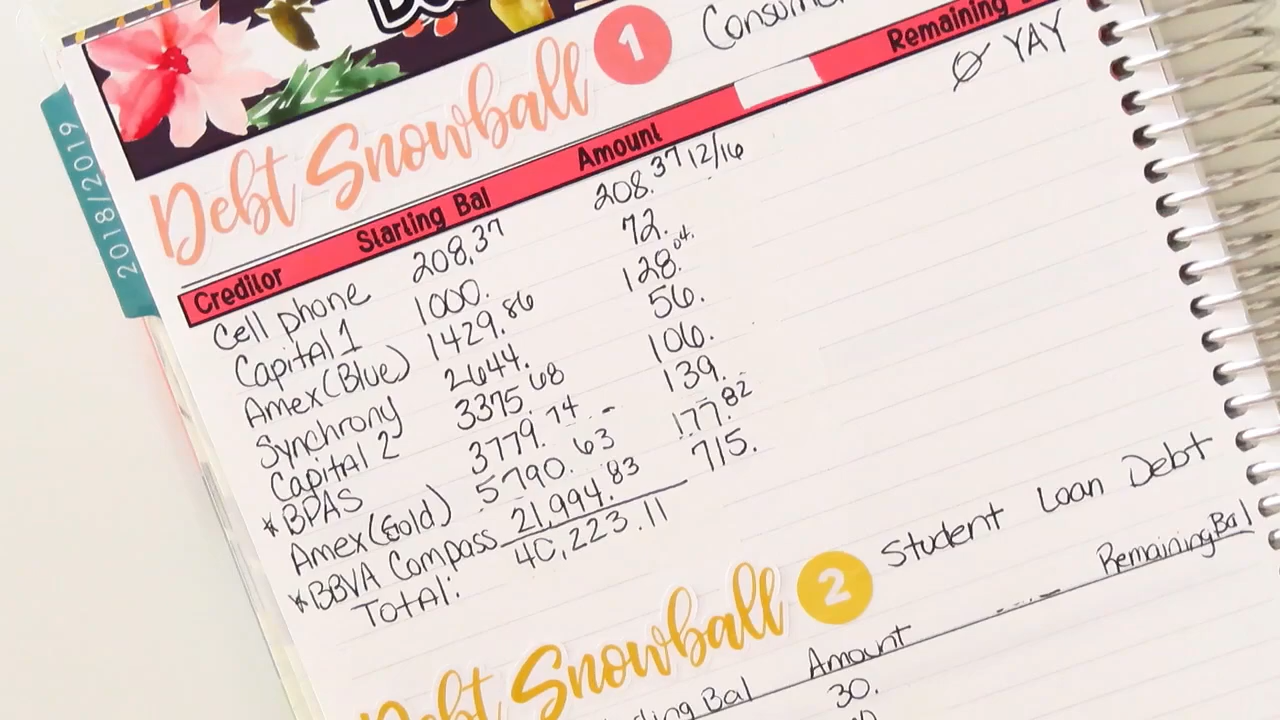 2018/2019
Debt Snowball 1
Remaining
Creditor Starting Bal Amount
Cell phone 208.37 208.37 12/16 Ø YAY
Capital 1 1000. 72.
Amex (Blue) 1429.86 128.04.
Synchrony 2644. 56.
Capital 2 3375.68 106.
*BPAS 3779.74 139.
Amex (Gold) 5790.63 177.82
*BBVA Compass 21,994.83 715.
Total: 40,223.11
Debt Snowball 2 Student Loan Debt
Bal Amount Remaining Bal
30.